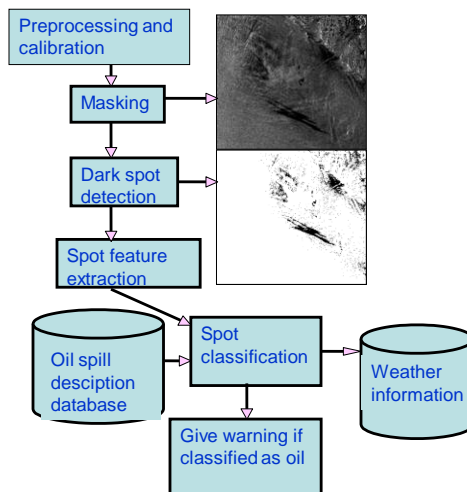 Preprocessing and
calibration
Masking
Dark spot
detection
Spot feature
extraction
Spot
classification
Oil spill
desciption
database
Weather
information
Give warning if
classified as oil